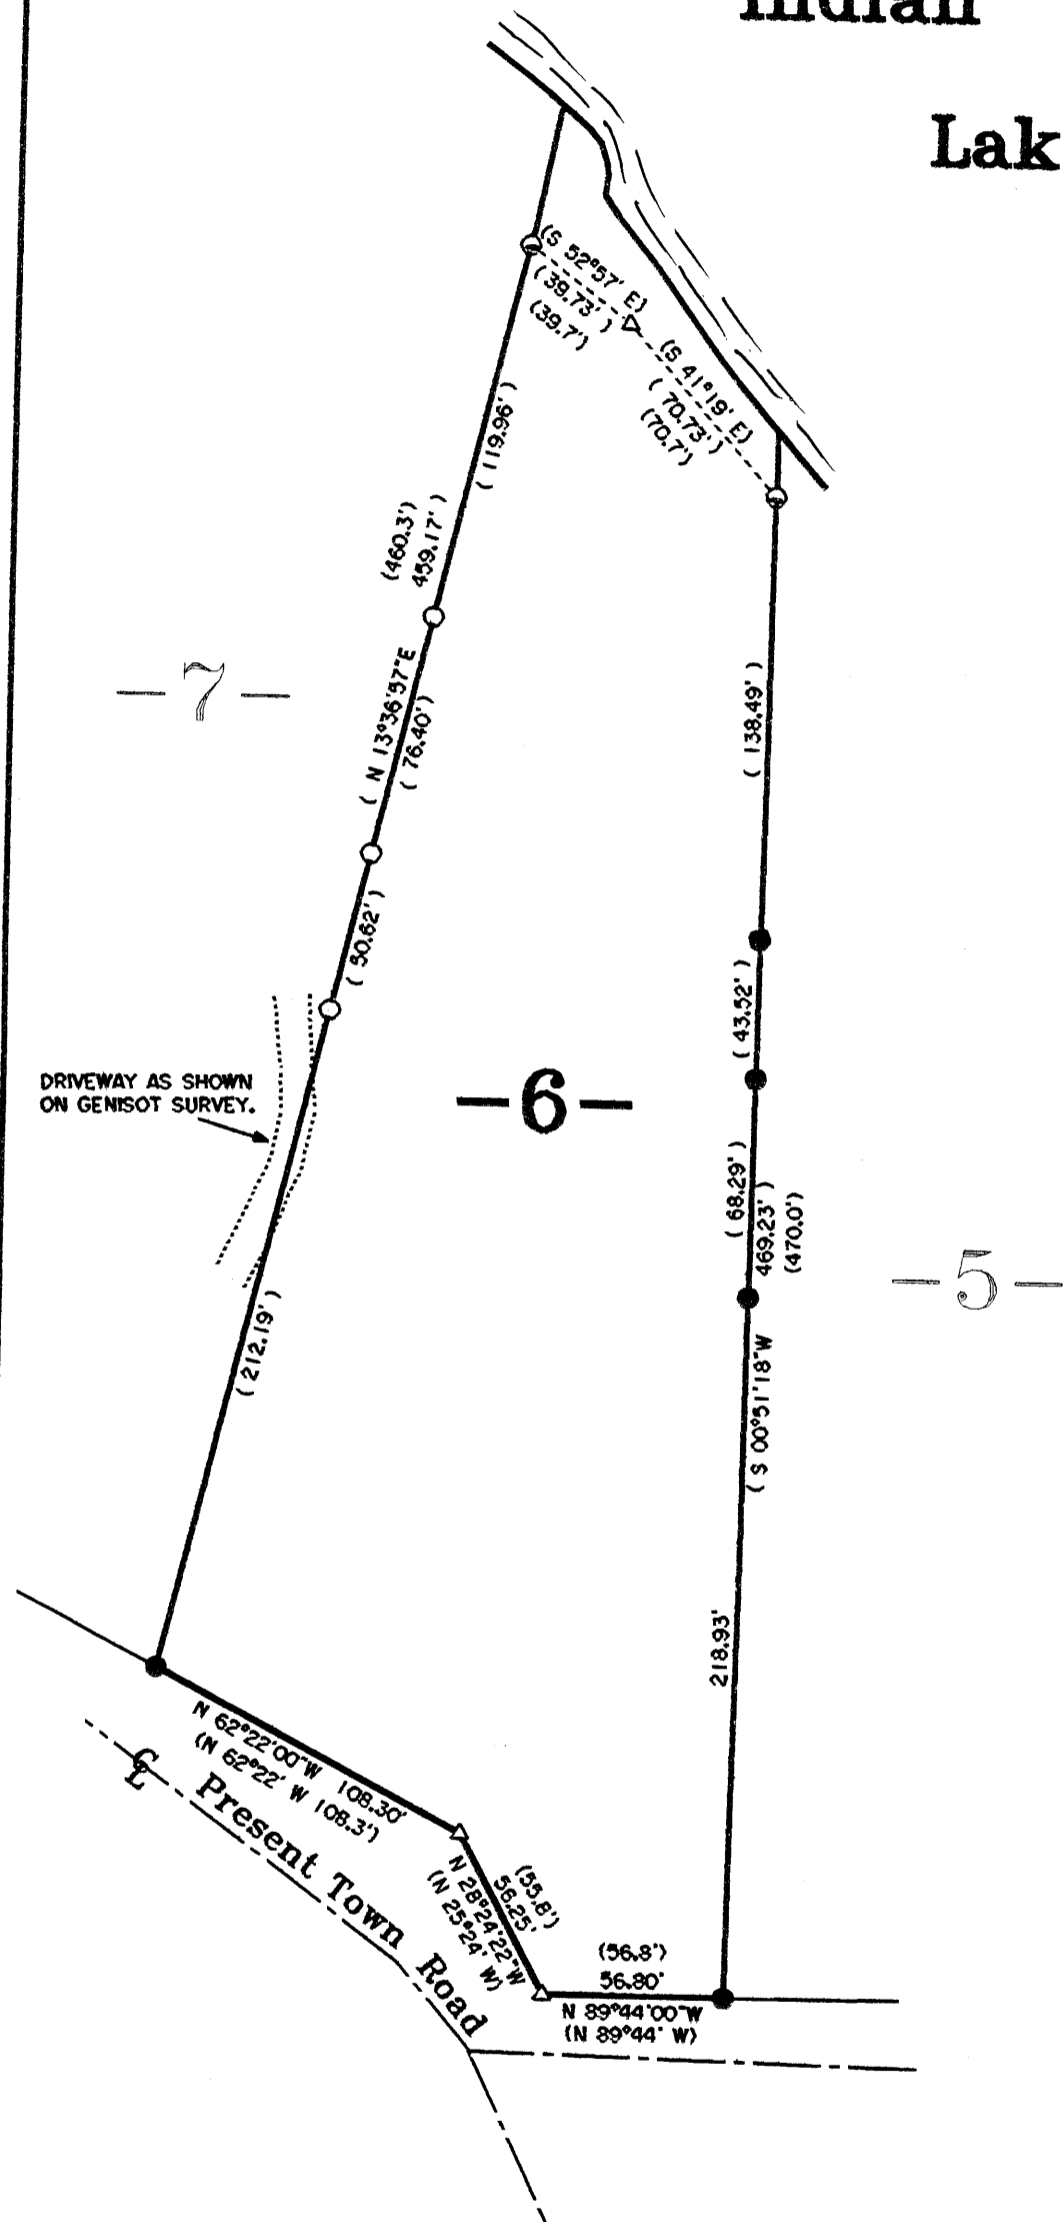 Indian
Lak
(S 52°57' E)
(39.73')
(39.7')
(S 41°19' E)
(70.73')
(70.7')
(119.96')
(460.3')
459.17')
(N 13°36'57"E
(76.40')
-7-
(50.62')
(138.49')
(43.52')
DRIVEWAY AS SHOWN
ON GENISOT SURVEY.
-6-
(68.29')
469.23')
(470.0')
-5-
(212.19')
(S 00°51'18"W
218.93'
N 62°22'00"W 108.30'
(N 62°22' W 108.3')
CL Present Town Road
(55.8')
56.25'
N 28°24'22"W
(N 25°24' W)
(56.8')
56.80'
N 89°44'00"W
(N 89°44' W)